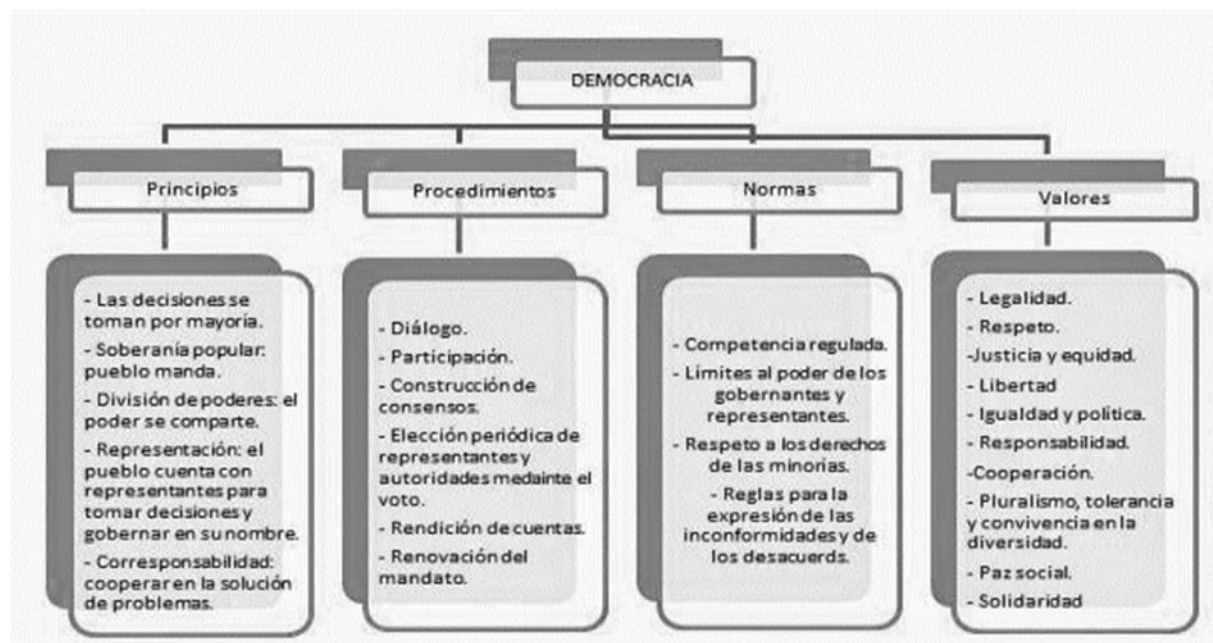 DEMOCRACIA
Principios
- Las decisiones se
toman por mayoría.
- Soberanía popular:
pueblo manda.
- División de poderes: el
poder se comparte.
- Representación: el
pueblo cuenta con
representantes para
tomar decisiones y
gobernar en su nombre.
- Corresponsabilidad:
cooperar en la solución
de problemas.
Procedimientos
- Diálogo.
- Participación.
- Construcción de
consensos.
- Elección periódica de
representantes y
autoridades medainte el
voto.
- Rendición de cuentas.
- Renovación del
mandato.
Normas
- Competencia regulada.
- Límites al poder de los
gobernantes y
representantes.
- Respeto a los derechos
de las minorías.
- Reglas para la
expresión de las
inconformidades y de
los desacuerds.
Valores
- Legalidad.
- Respeto.
-Justicia y equidad.
- Libertad
- Igualdad y política.
- Responsabilidad.
-Cooperación.
- Pluralismo, tolerancia
y convivencia en la
diversidad.
- Paz social.
- Solidaridad